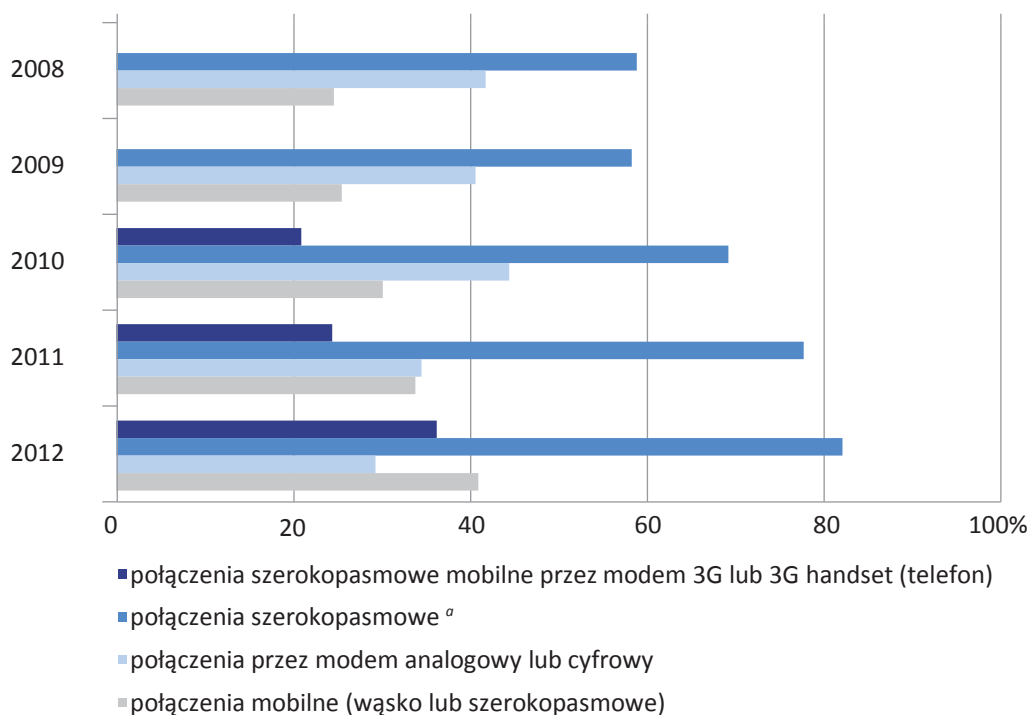 2008
2009
2010
2011
2012
0 20 40 60 80 100%
połączenia szerokopasmowe mobilne przez modem 3G lub 3G handset (telefon)
połączenia szerokopasmowe a
połączenia przez modem analogowy lub cyfrowy
połączenia mobilne (wąsko lub szerokopasmowe)